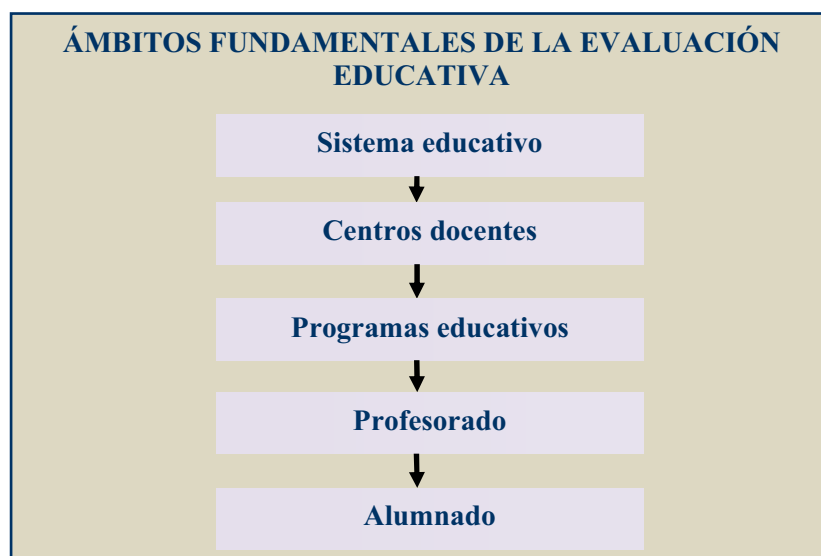 ÁMBITOS FUNDAMENTALES DE LA EVALUACIÓN
EDUCATIVA
Sistema educativo
Centros docentes
Programas educativos
Profesorado
Alumnado